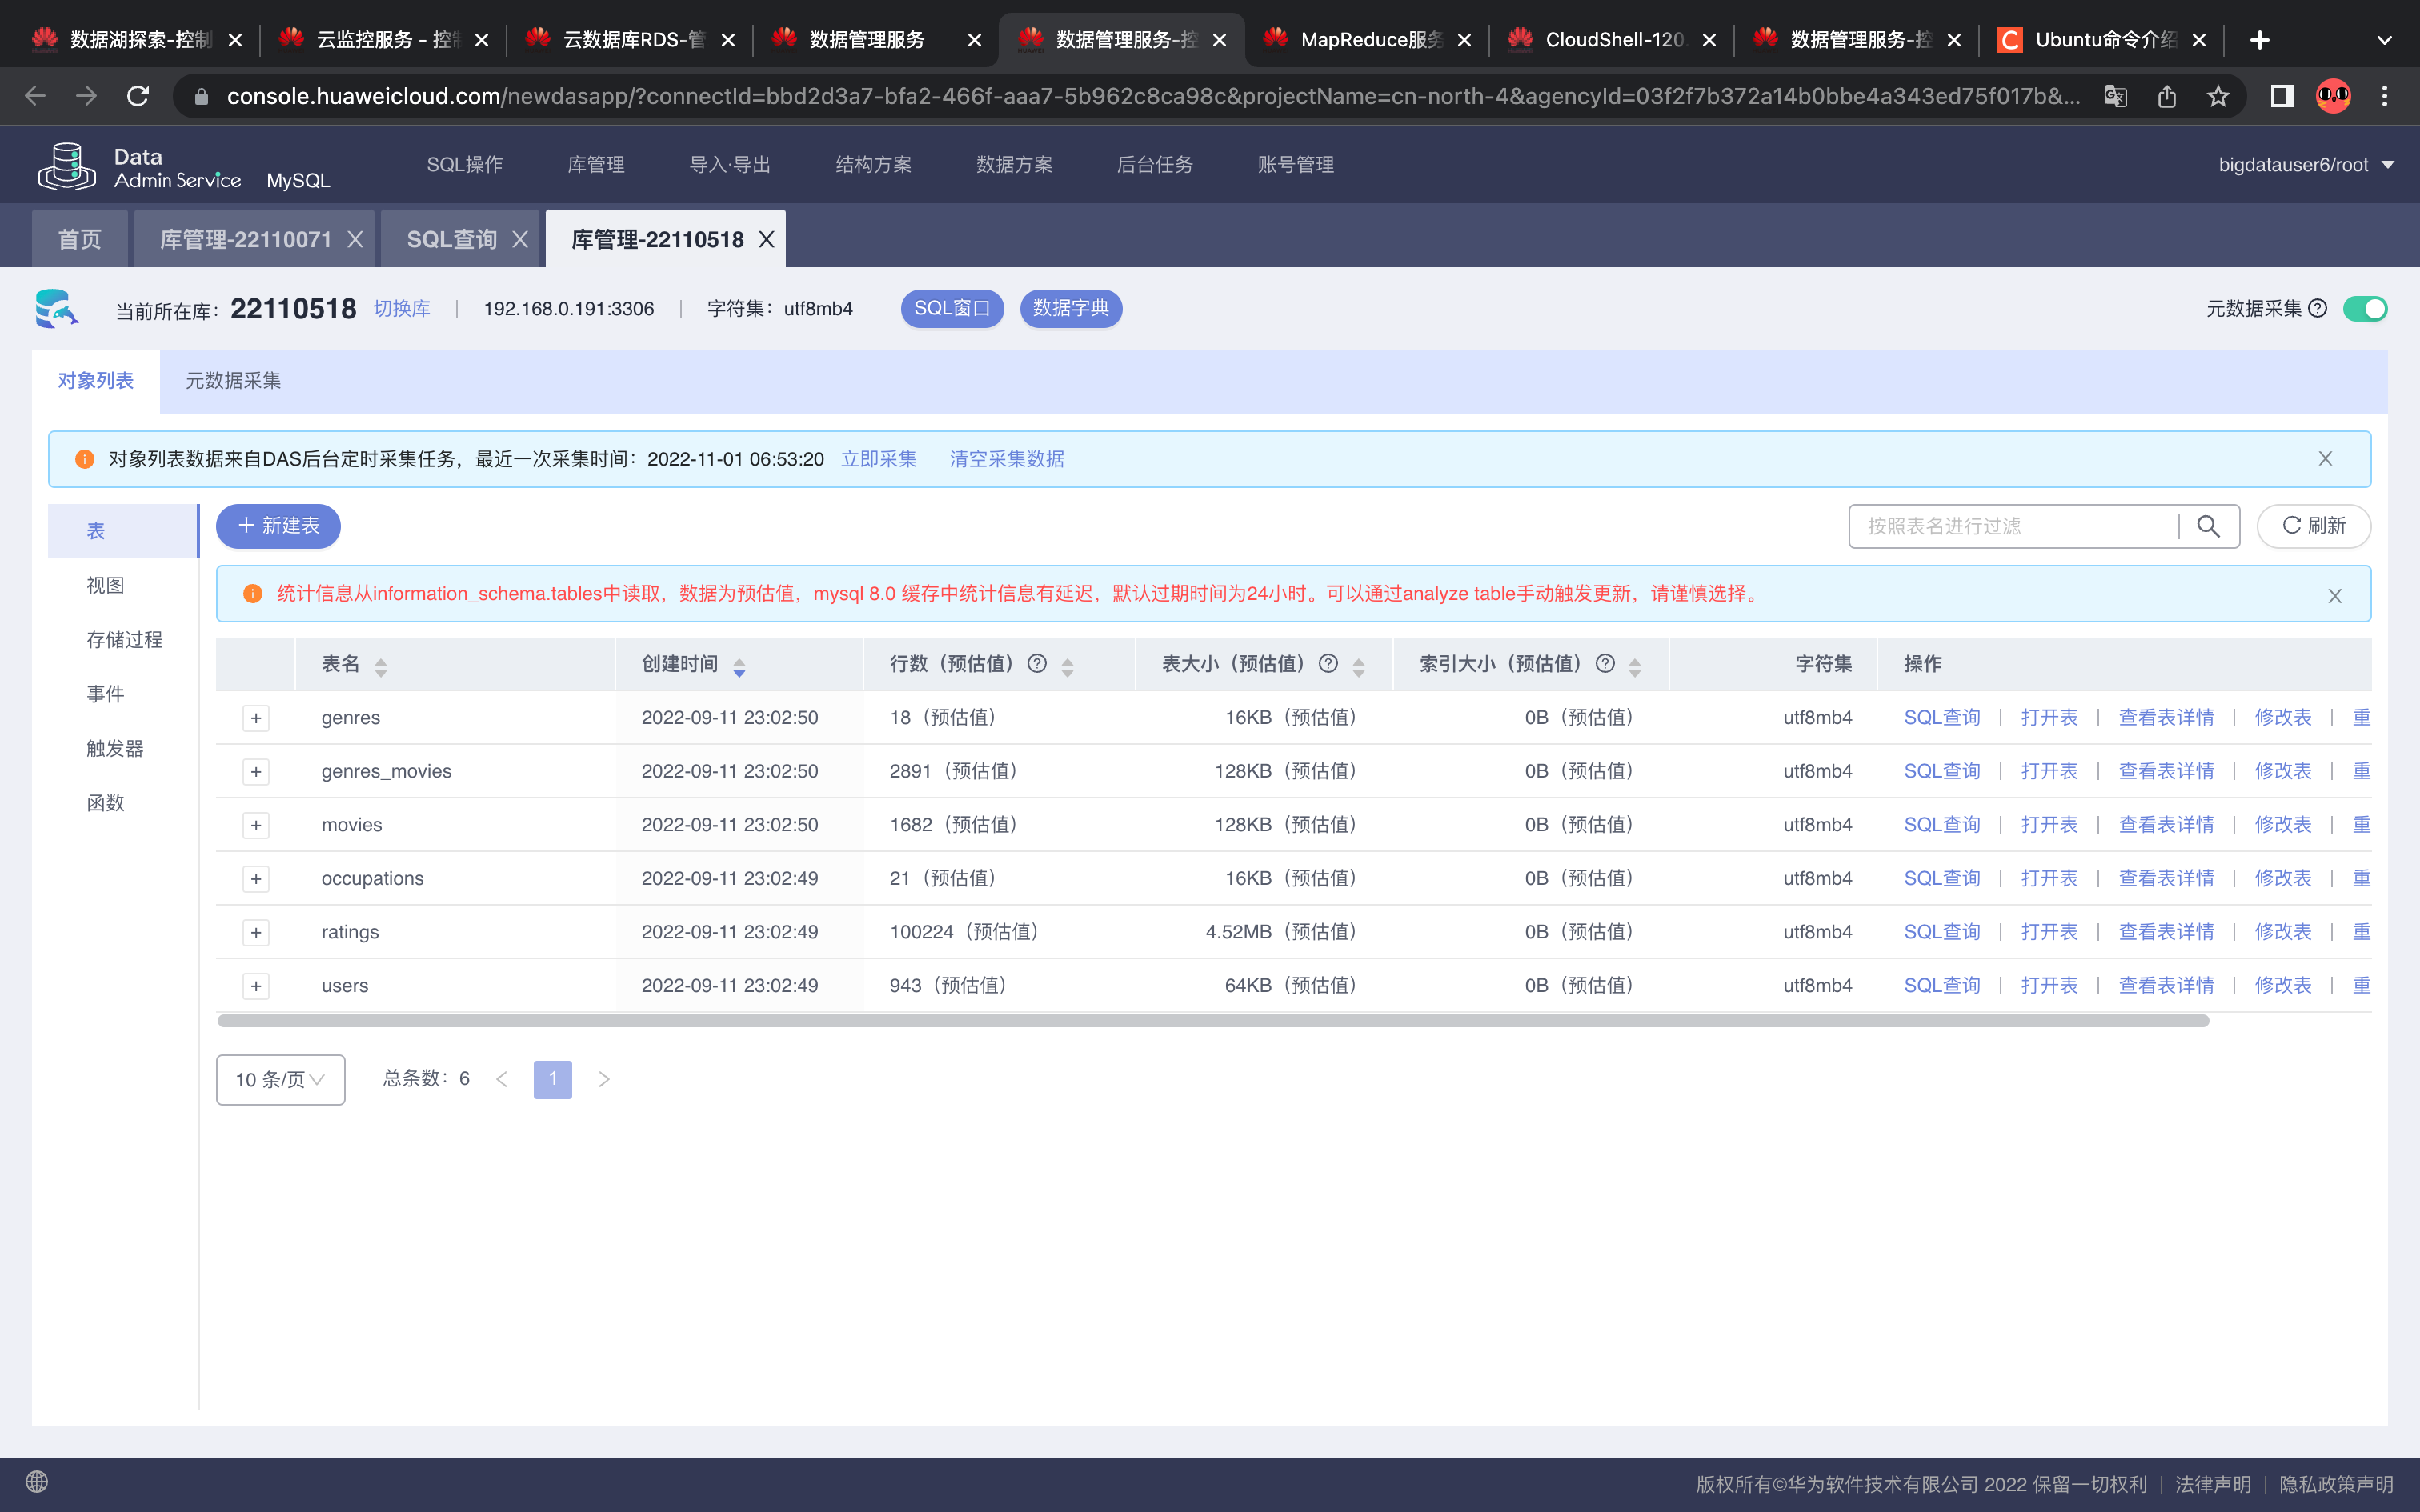 数据湖探索-控制
云监控服务 - 控制
云数据库RDS-管
数据管理服务
数据管理服务-控
MapReduce服务
CloudShell-120.
数据管理服务-控
Ubuntu命令介绍
console.huaweicloud.com/newdasapp/?connectId=bbd2d3a7-bfa2-466f-aaa7-5b962c8ca98c&projectName=cn-north-4&agencyId=03f2f7b372a14b0bbe4a343ed75f017b&...
Data
Admin Service MySQL
SQL操作 库管理 导入·导出 结构方案 数据方案 后台任务 账号管理
bigdatauser6/root
首页 库管理-22110071 SQL查询 库管理-22110518
当前所在库：22110518 切换库 | 192.168.0.191:3306 | 字符集：utf8mb4 SQL窗口 数据字典
元数据采集
对象列表 元数据采集
对象列表数据来自DAS后台定时采集任务，最近一次采集时间：2022-11-01 06:53:20 立即采集 清空采集数据
表
视图
存储过程
事件
触发器
函数
+ 新建表
按照表名进行过滤
刷新
统计信息从information_schema.tables中读取，数据为预估值，mysql 8.0 缓存中统计信息有延迟，默认过期时间为24小时。可以通过analyze table手动触发更新，请谨慎选择。
表名 创建时间 行数（预估值） 表大小（预估值） 索引大小（预估值） 字符集 操作
+ genres 2022-09-11 23:02:50 18（预估值） 16KB（预估值） 0B（预估值） utf8mb4 SQL查询 | 打开表 | 查看表详情 | 修改表 | 重
+ genres_movies 2022-09-11 23:02:50 2891（预估值） 128KB（预估值） 0B（预估值） utf8mb4 SQL查询 | 打开表 | 查看表详情 | 修改表 | 重
+ movies 2022-09-11 23:02:50 1682（预估值） 128KB（预估值） 0B（预估值） utf8mb4 SQL查询 | 打开表 | 查看表详情 | 修改表 | 重
+ occupations 2022-09-11 23:02:49 21（预估值） 16KB（预估值） 0B（预估值） utf8mb4 SQL查询 | 打开表 | 查看表详情 | 修改表 | 重
+ ratings 2022-09-11 23:02:49 100224（预估值） 4.52MB（预估值） 0B（预估值） utf8mb4 SQL查询 | 打开表 | 查看表详情 | 修改表 | 重
+ users 2022-09-11 23:02:49 943（预估值） 64KB（预估值） 0B（预估值） utf8mb4 SQL查询 | 打开表 | 查看表详情 | 修改表 | 重
10 条/页 总条数：6 < 1 >
版权所有©华为软件技术有限公司 2022 保留一切权利 | 法律声明 | 隐私政策声明